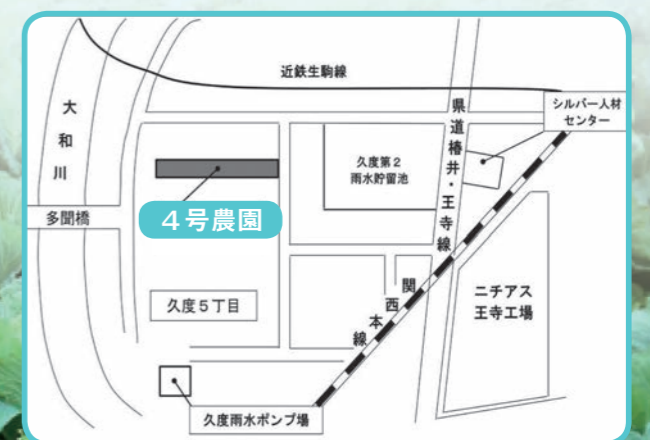 近鉄生駒線
大和川
県道椿井・王寺線
シルバー人材
センター
久度第2
雨水貯留池
多聞橋
4号農園
久度5丁目
関西本線
ニチアス
王寺工場
久度雨水ポンプ場